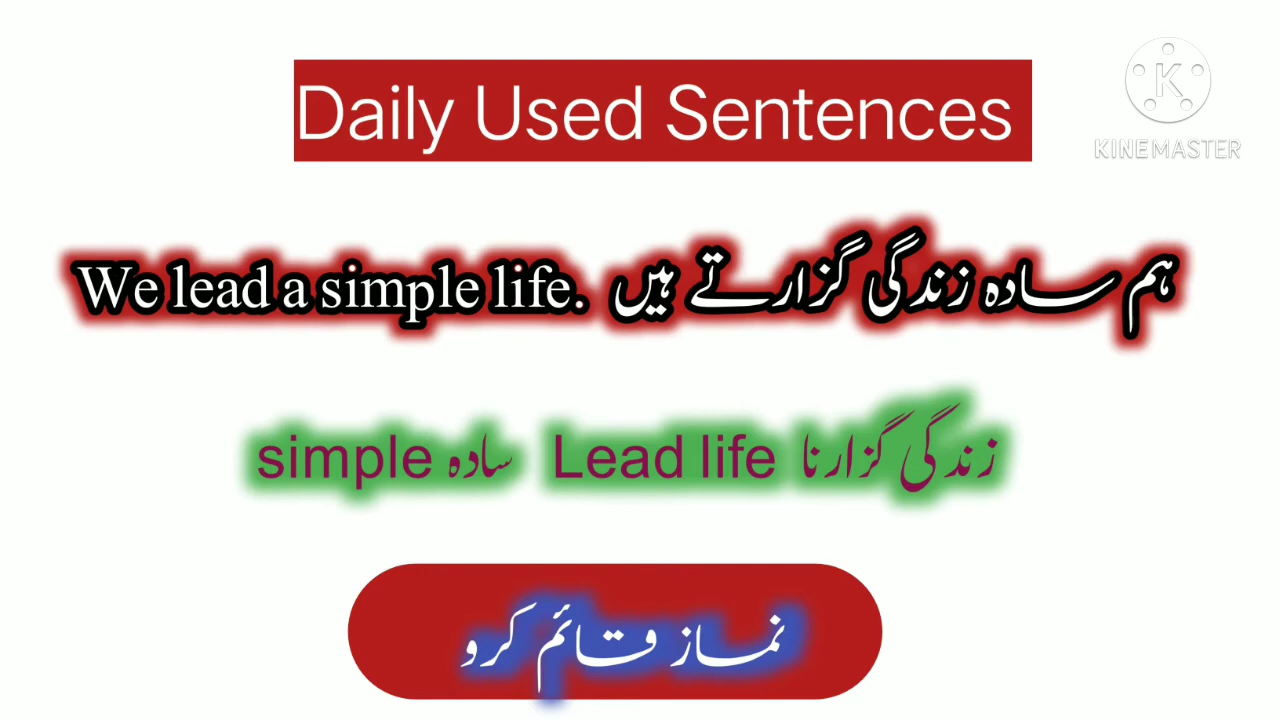 Daily Used Sentences
K
KINEMASTER
We lead a simple life. ہم سادہ زندگی گزارتے ہیں
simple سادہ Lead life زندگی گزارنا
نماز قائم کرو